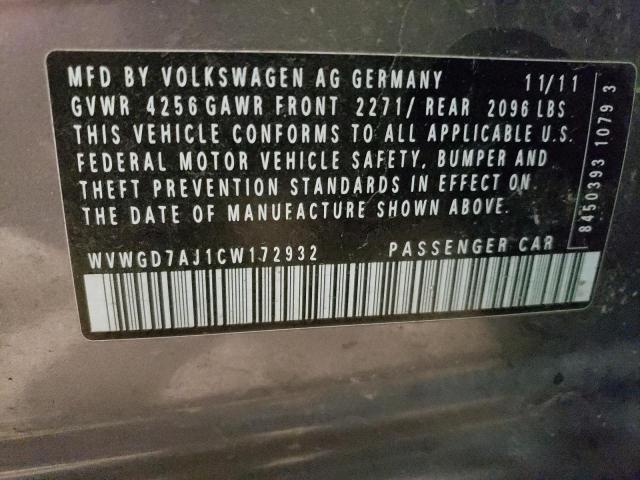 MFD BY VOLKSWAGEN AG GERMANY 11/11
GVWR 4256 GAWR FRONT 2271/ REAR 2096 LBS
THIS VEHICLE CONFORMS TO ALL APPLICABLE U.S.
FEDERAL MOTOR VEHICLE SAFETY, BUMPER AND
THEFT PREVENTION STANDARDS IN EFFECT ON
THE DATE OF MANUFACTURE SHOWN ABOVE.
WVWGD7AJ1CW172932 PASSENGER CAR
8450393 1079 3